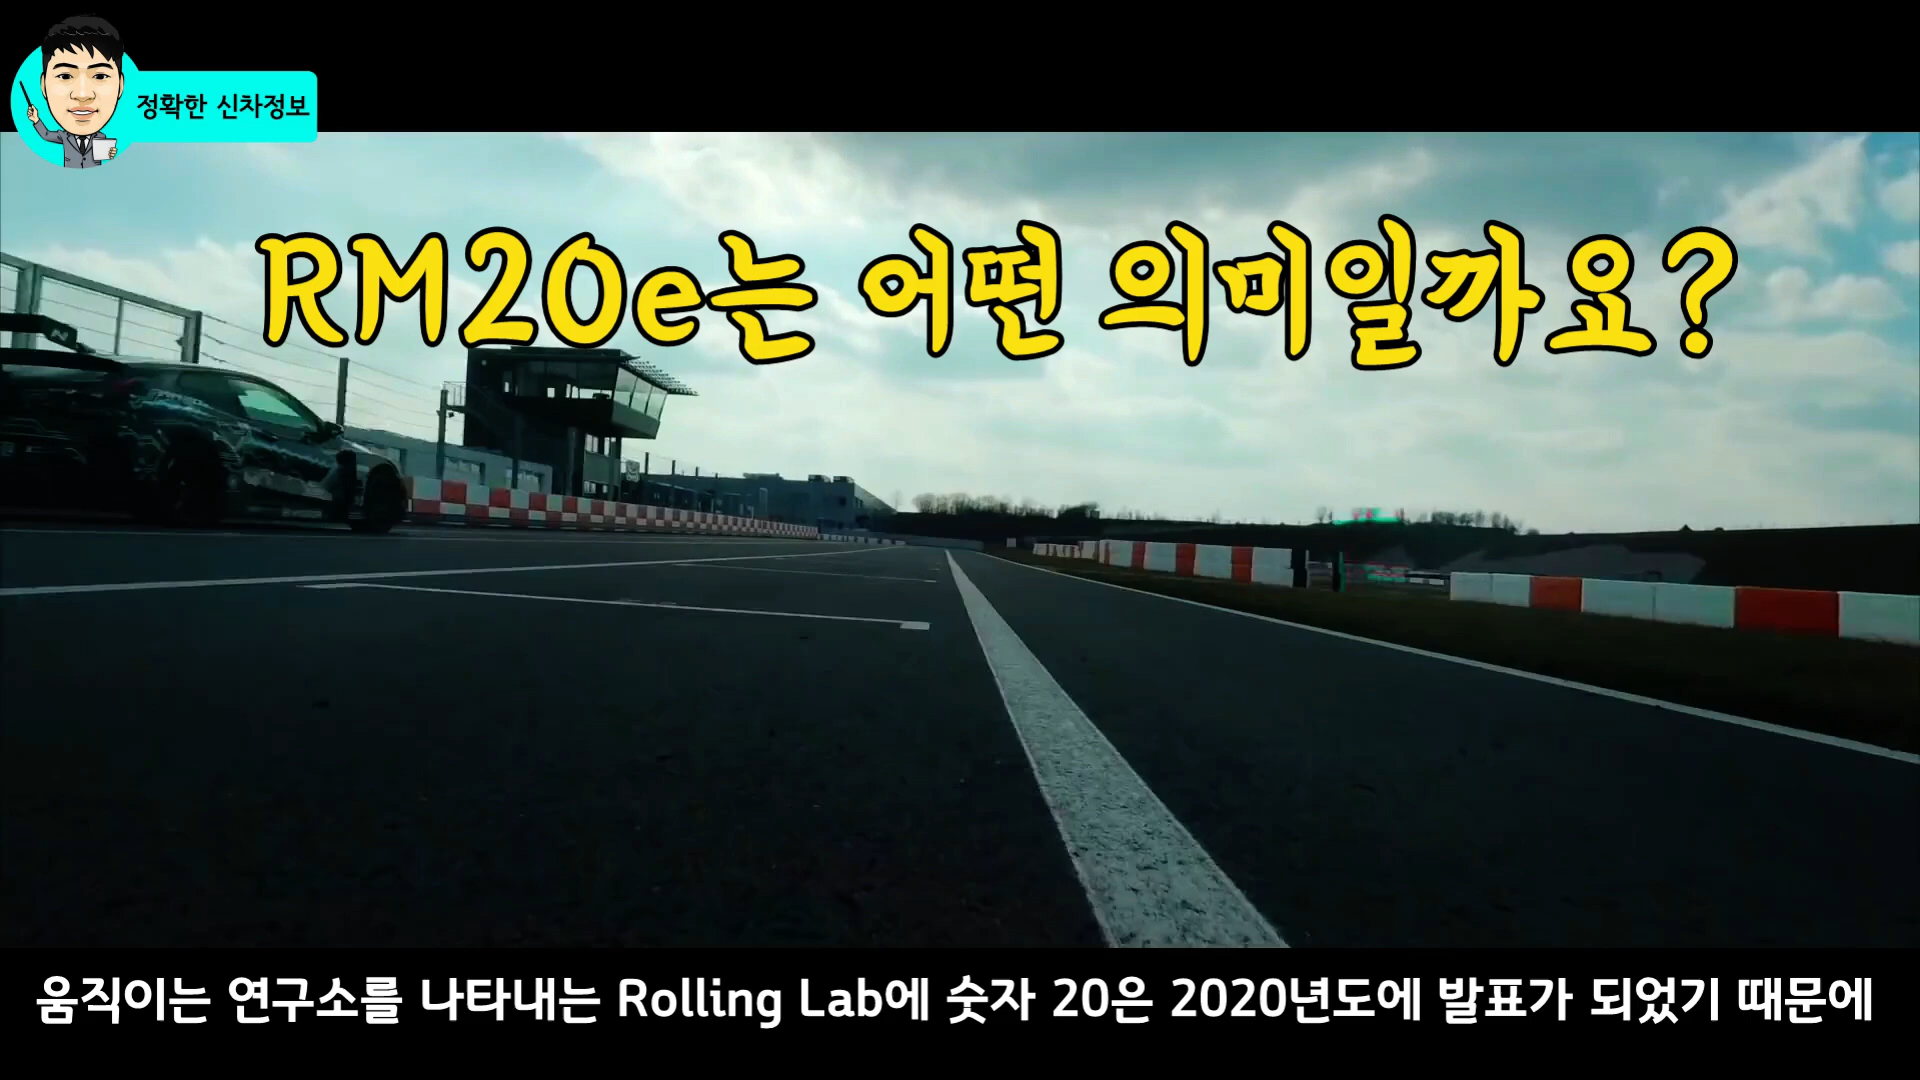 정확한 신차정보
RM20e는 어떤 의미일까요?
N
움직이는 연구소를 나타내는 Rolling Lab에 숫자 20은 2020년도에 발표가 되었기 때문에